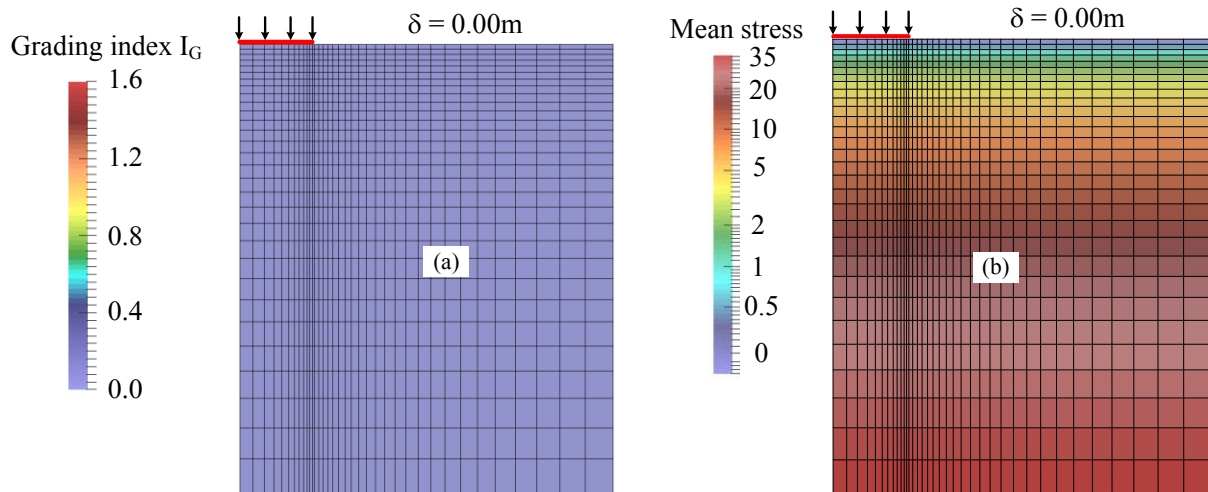 δ = 0.00m
Grading index I_G
1.6
1.2
0.8
0.4
0.0
(a)
δ = 0.00m
Mean stress
35
20
10
5
2
1
0.5
0
(b)